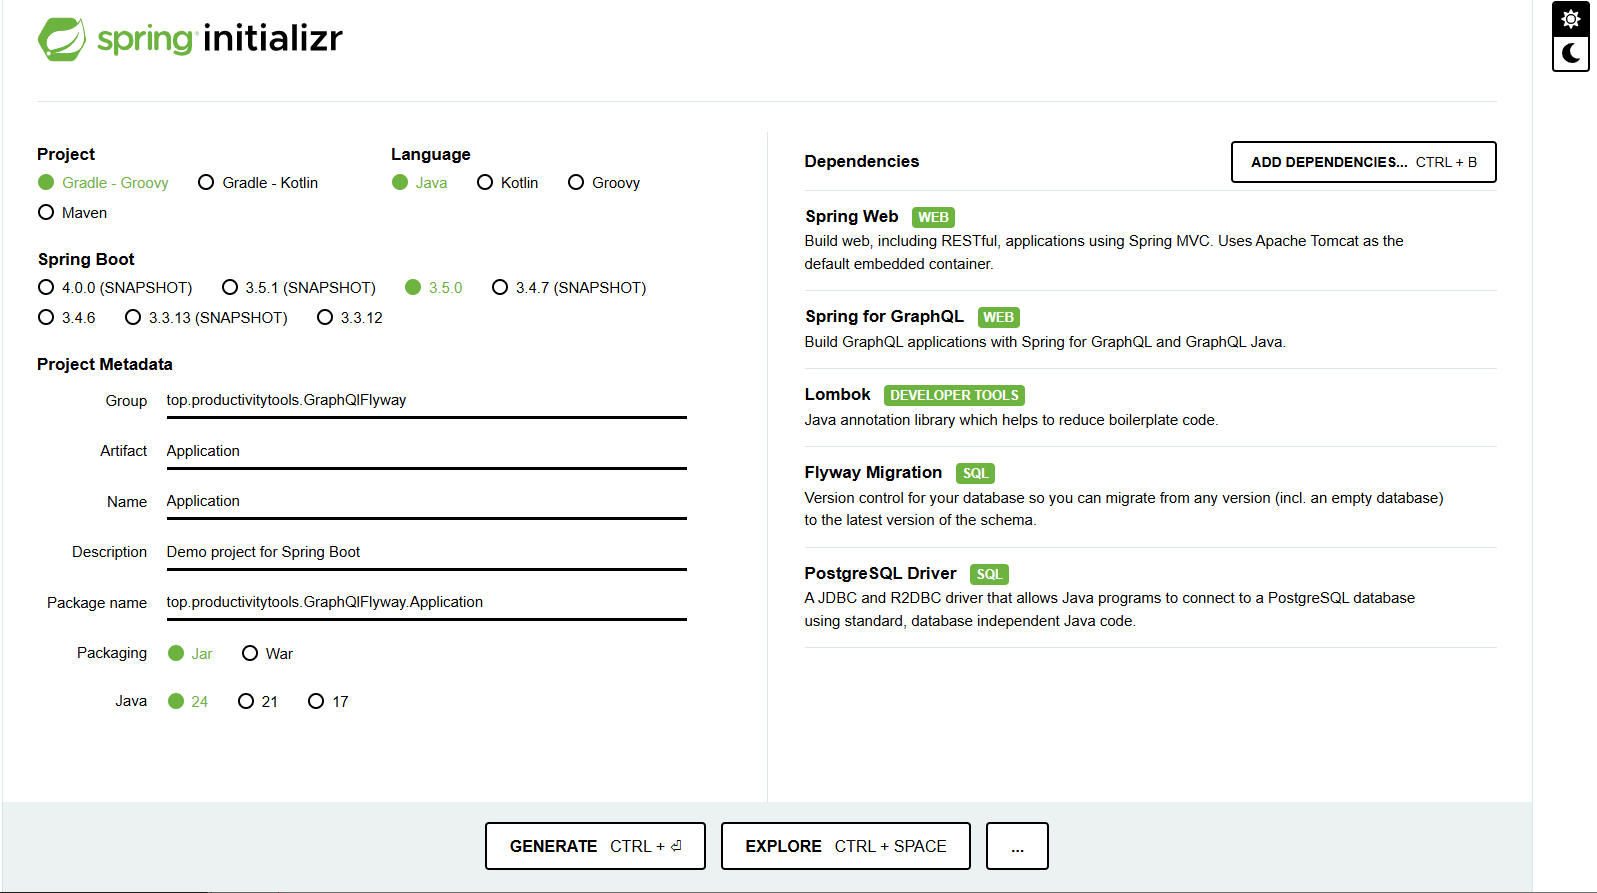 spring initializr
Project
Gradle - Groovy Gradle - Kotlin
Maven
Language
Java Kotlin Groovy
Spring Boot
4.0.0 (SNAPSHOT) 3.5.1 (SNAPSHOT) 3.5.0 3.4.7 (SNAPSHOT)
3.4.6 3.3.13 (SNAPSHOT) 3.3.12
Project Metadata
Group top.productivitytools.GraphQlFlyway
Artifact Application
Name Application
Description Demo project for Spring Boot
Package name top.productivitytools.GraphQlFlyway.Application
Packaging Jar War
Java 24 21 17
Dependencies
ADD DEPENDENCIES... CTRL + B
Spring Web WEB
Build web, including RESTful, applications using Spring MVC. Uses Apache Tomcat as the
default embedded container.
Spring for GraphQL WEB
Build GraphQL applications with Spring for GraphQL and GraphQL Java.
Lombok DEVELOPER TOOLS
Java annotation library which helps to reduce boilerplate code.
Flyway Migration SQL
Version control for your database so you can migrate from any version (incl. an empty database)
to the latest version of the schema.
PostgreSQL Driver SQL
A JDBC and R2DBC driver that allows Java programs to connect to a PostgreSQL database
using standard, database independent Java code.
GENERATE CTRL + ⏎
EXPLORE CTRL + SPACE
...